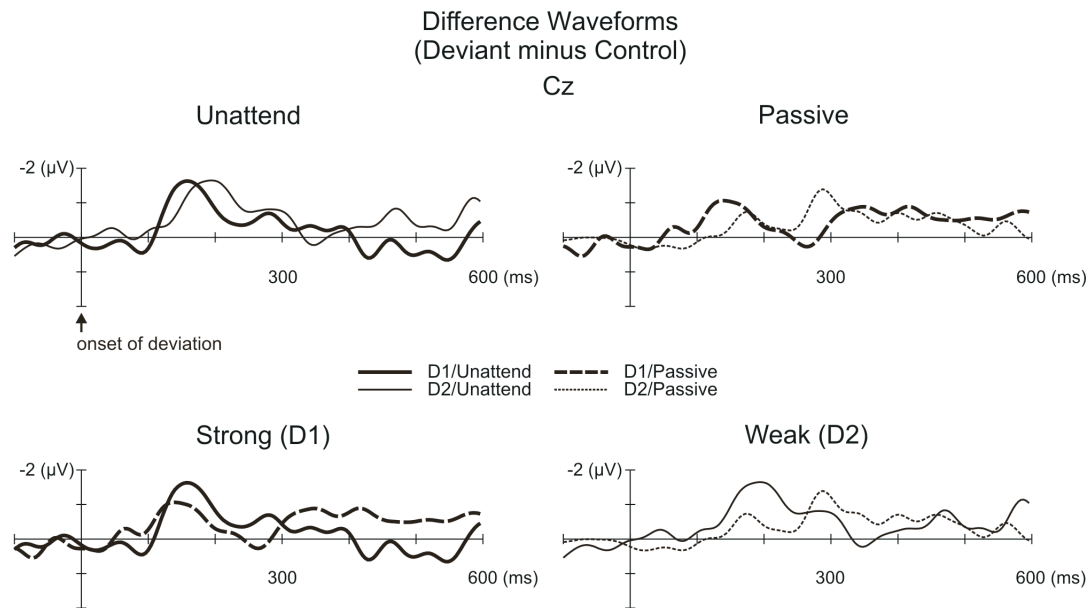 Difference Waveforms
(Deviant minus Control)
Cz
Unattend
Passive
-2 (µV)
-2 (µV)
300
600 (ms)
300
600 (ms)
onset of deviation
D1/Unattend
D1/Passive
D2/Unattend
D2/Passive
Strong (D1)
Weak (D2)
-2 (µV)
-2 (µV)
300
600 (ms)
300
600 (ms)